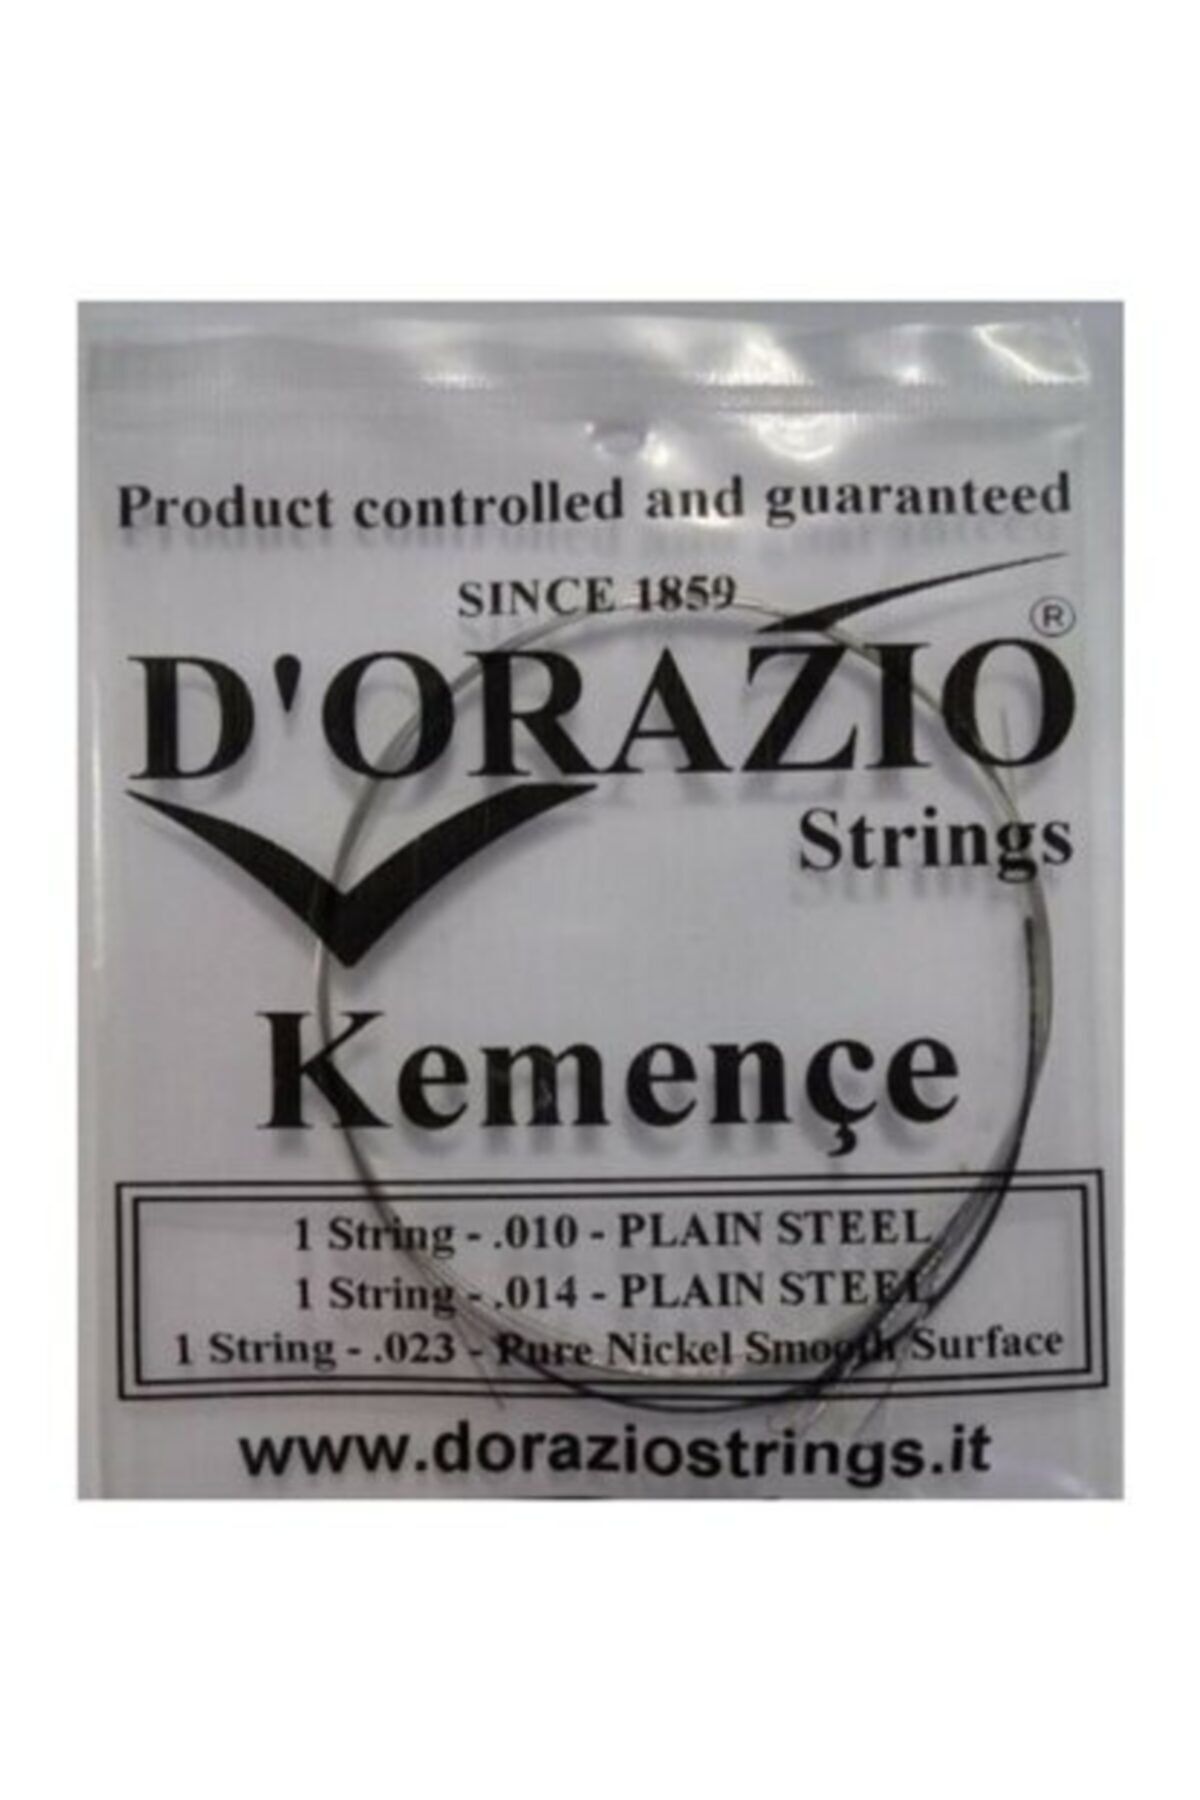 Product controlled and guaranteed
SINCE 1859
D'ORAZIO ®
Strings
Kemençe
1 String - .010 - PLAIN STEEL
1 String - .014 - PLAIN STEEL
1 String - .023 - Pure Nickel Smooth Surface
www.doraziostrings.it